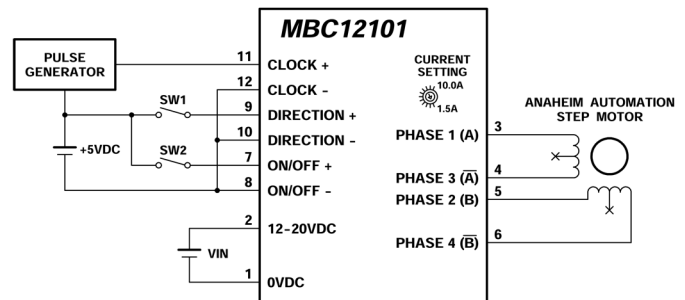 MBC12101
PULSE
GENERATOR
11 CLOCK +
12 CLOCK -
SW1
9 DIRECTION +
10 DIRECTION -
+5VDC
SW2
7 ON/OFF +
8 ON/OFF -
2 12-20VDC
VIN
1 0VDC
CURRENT
SETTING
10.0A
1.5A
PHASE 1 (A) 3
PHASE 3 (A̅) 4
PHASE 2 (B) 5
PHASE 4 (B̅) 6
ANAHEIM AUTOMATION
STEP MOTOR